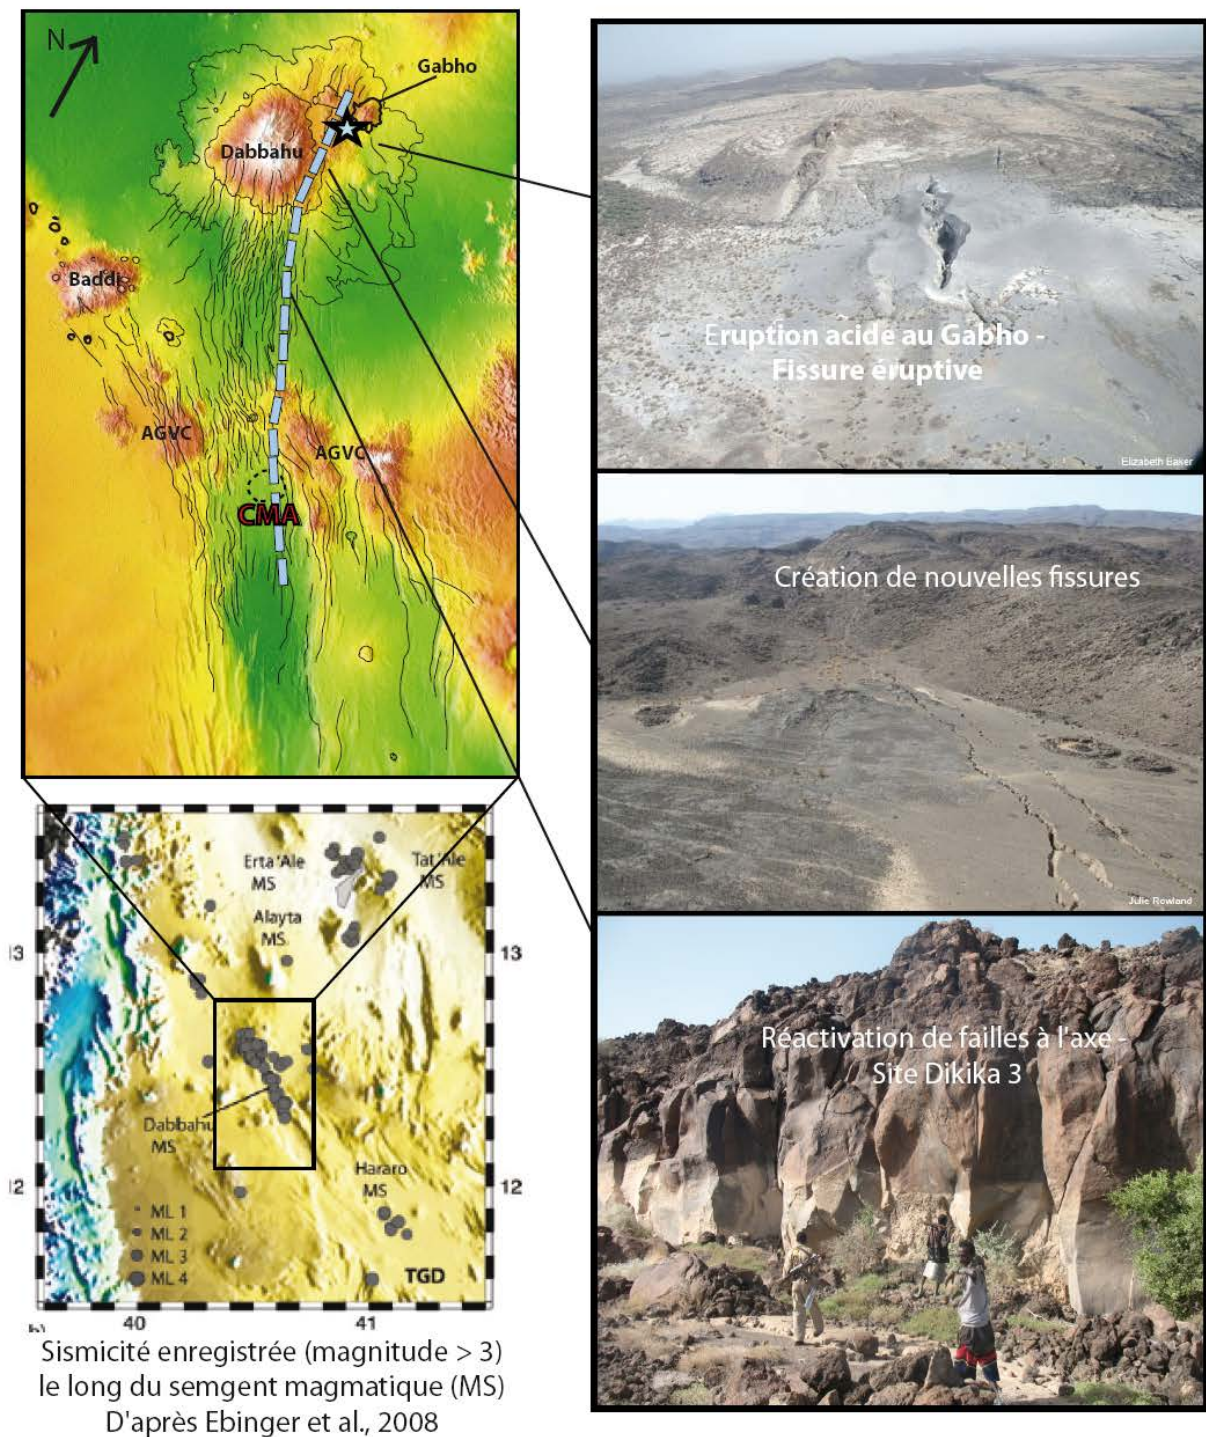 N
Gabho
Dabbahu
Baddi
AGVC
AGVC
CMA
Eruption acide au Gabho -
Fissure éruptive
Elizabeth Baker
Création de nouvelles fissures
Julie Rowland
Réactivation de failles à l'axe -
Site Dikika 3
Erta 'Ale
MS
Tat 'Ale
MS
Alayta
MS
13
13
Dabbahu
MS
Hararo
MS
12
12
ML 1
ML 2
ML 3
ML 4
TGD
40
41
Sismicité enregistrée (magnitude > 3)
le long du semgent magmatique (MS)
D'après Ebinger et al., 2008